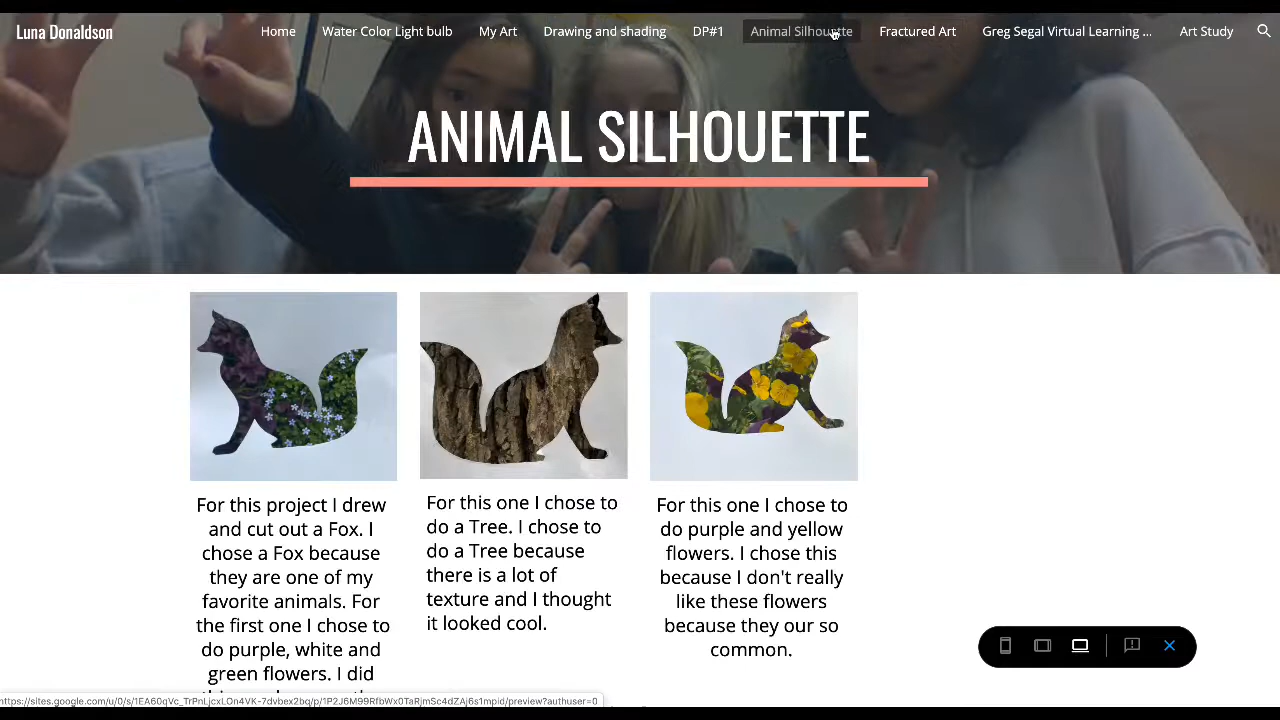 Luna Donaldson
Home Water Color Light bulb My Art Drawing and shading DP#1 Animal Silhouette Fractured Art Greg Segal Virtual Learning ... Art Study
ANIMAL SILHOUETTE
For this project I drew
and cut out a Fox. I
chose a Fox because
they are one of my
favorite animals. For
the first one I chose to
do purple, white and
green flowers. I did
For this one I chose to
do a Tree. I chose to
do a Tree because
there is a lot of
texture and I thought
it looked cool.
For this one I chose to
do purple and yellow
flowers. I chose this
because I don't really
like these flowers
because they our so
common.